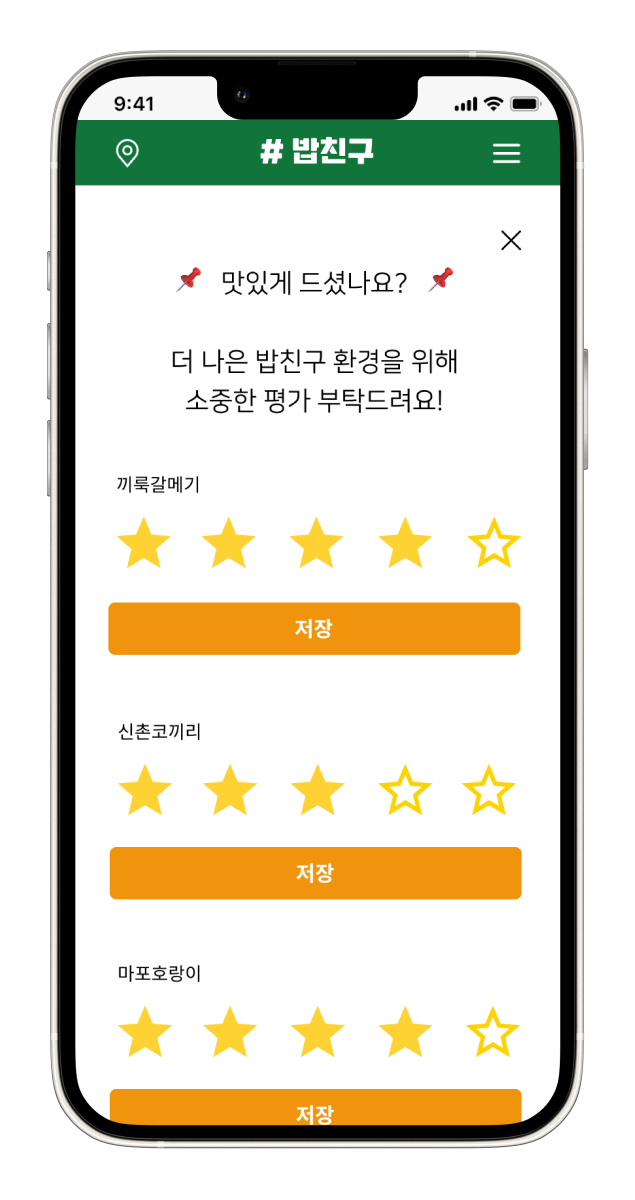 9:41
# 밥친구
맛있게 드셨나요?
더 나은 밥친구 환경을 위해
소중한 평가 부탁드려요!
끼룩갈메기
저장
신촌코끼리
저장
마포호랑이
저장